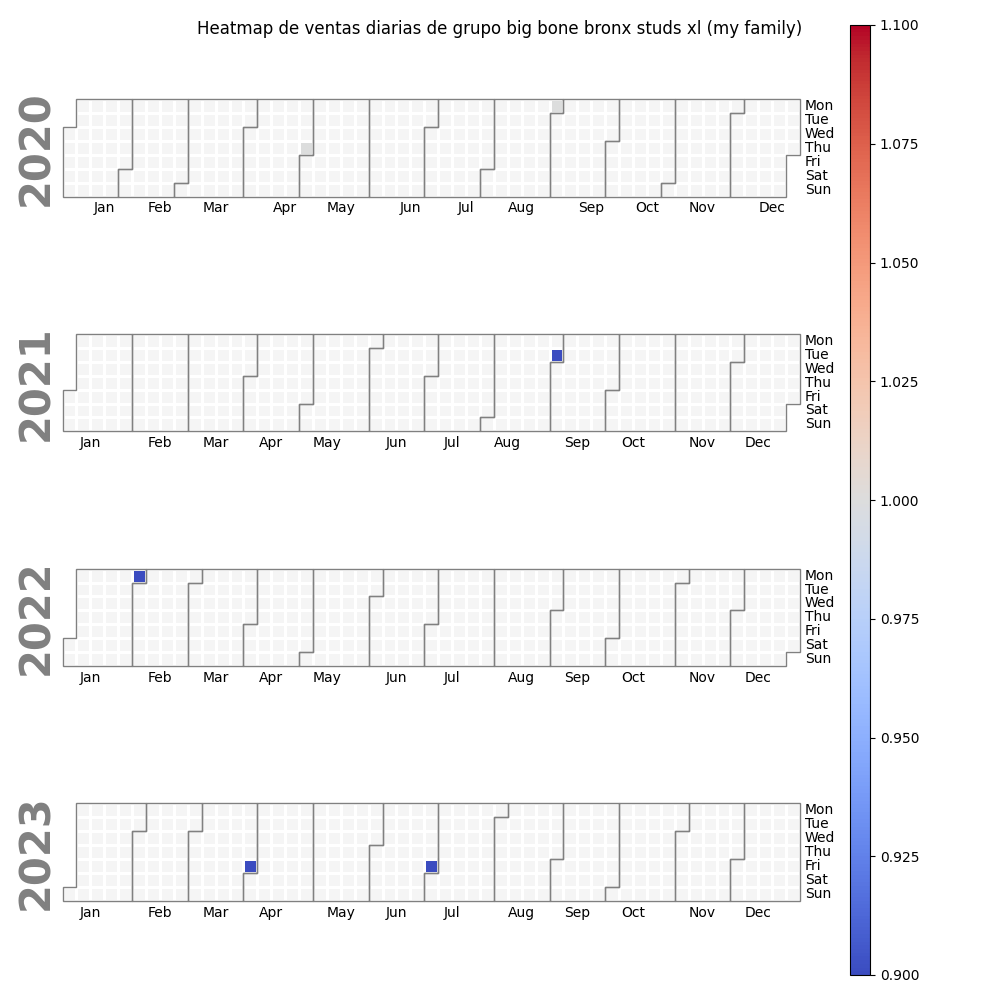 Heatmap de ventas diarias de grupo big bone bronx studs xl (my family)
2020
Mon
Tue
Wed
Thu
Fri
Sat
Sun
Jan Feb Mar Apr May Jun Jul Aug Sep Oct Nov Dec
2021
Mon
Tue
Wed
Thu
Fri
Sat
Sun
Jan Feb Mar Apr May Jun Jul Aug Sep Oct Nov Dec
2022
Mon
Tue
Wed
Thu
Fri
Sat
Sun
Jan Feb Mar Apr May Jun Jul Aug Sep Oct Nov Dec
2023
Mon
Tue
Wed
Thu
Fri
Sat
Sun
Jan Feb Mar Apr May Jun Jul Aug Sep Oct Nov Dec
1.100
1.075
1.050
1.025
1.000
0.975
0.950
0.925
0.900